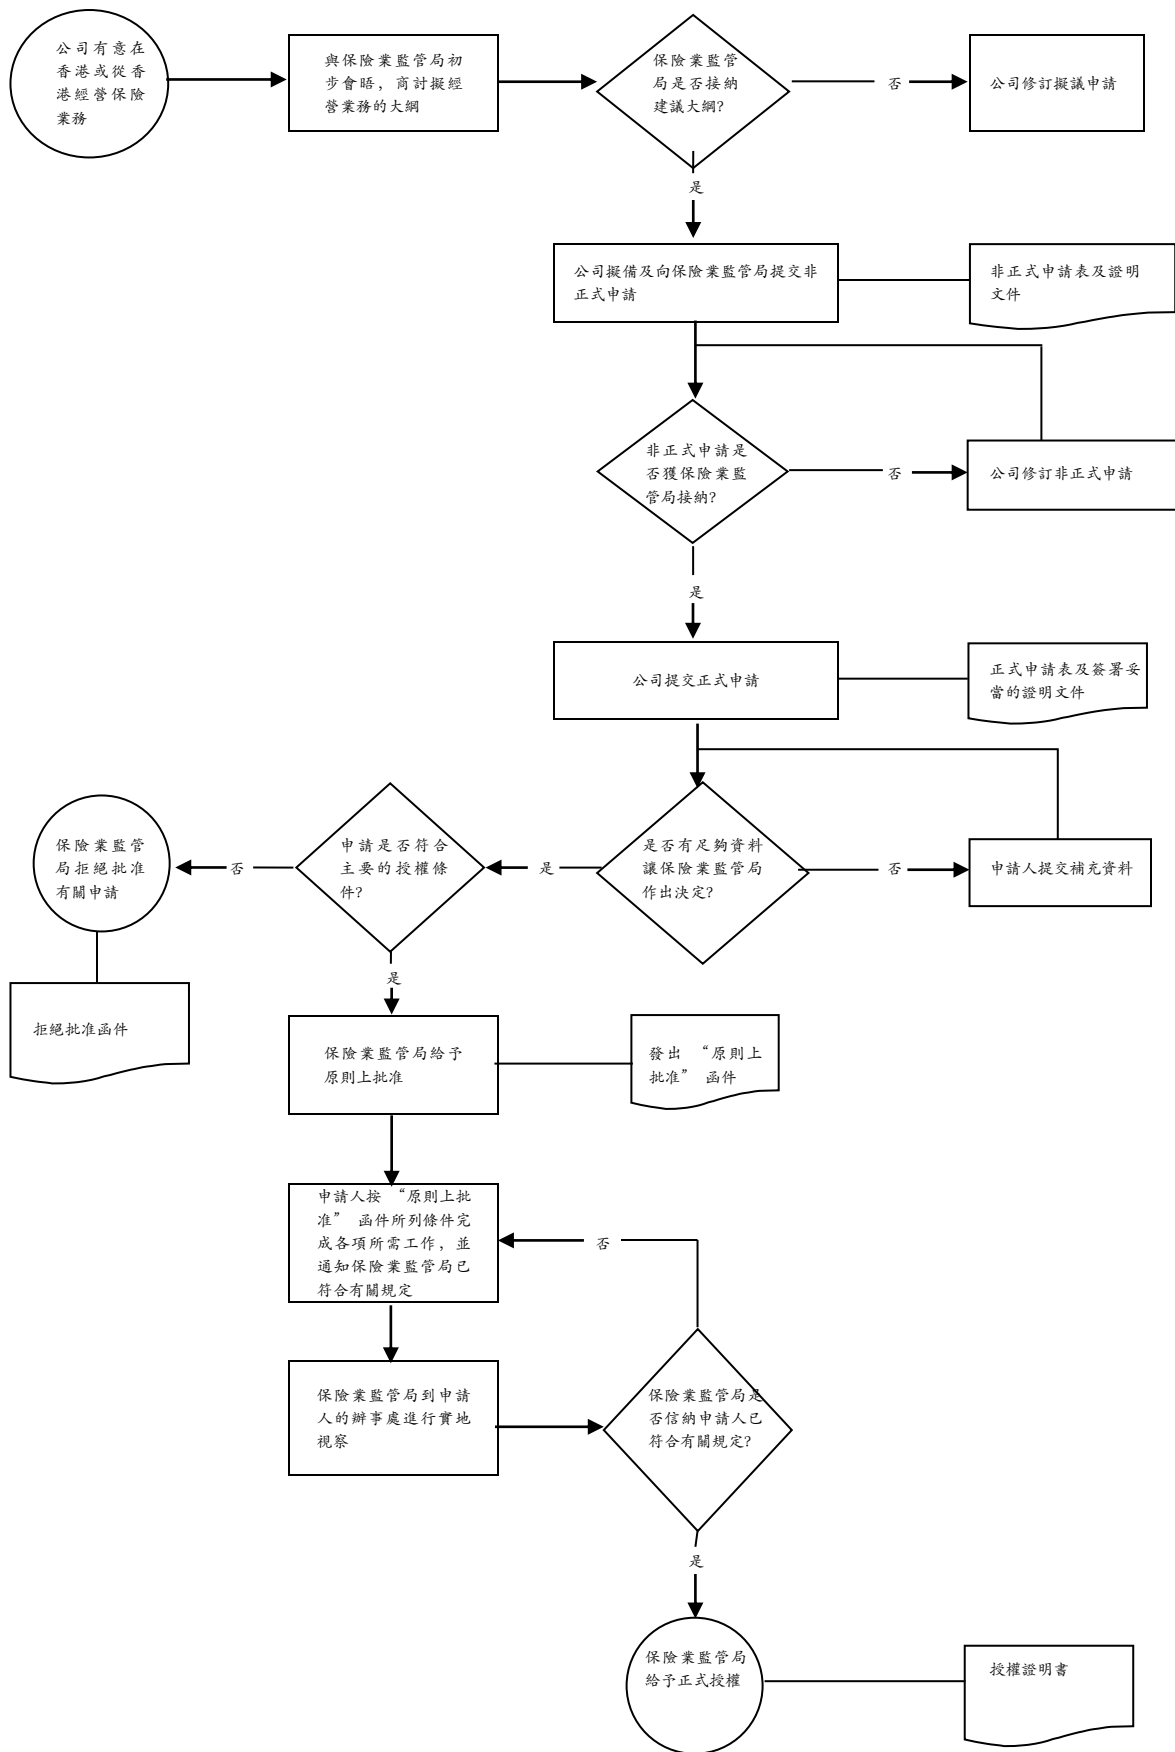 公司有意在
香港或從香
港經營保險
業務
與保險業監管局初
步會晤，商討擬經
營業務的大綱
保險業監管
局是否接納
建議大綱?
否
公司修訂擬議申請
是
公司擬備及向保險業監管局提交非
正式申請
非正式申請表及證明
文件
非正式申請是
否獲保險業監
管局接納?
否
公司修訂非正式申請
是
公司提交正式申請
正式申請表及簽署妥
當的證明文件
保險業監管
局拒絕批准
有關申請
否
申請是否符合
主要的授權條
件?
是
是否有足夠資料
讓保險業監管局
作出決定?
否
申請人提交補充資料
是
拒絕批准函件
保險業監管局給予
原則上批准
發出 “原則上
批准” 函件
申請人按 “原則上批
准” 函件所列條件完
成各項所需工作，並
通知保險業監管局已
符合有關規定
否
保險業監管局到申請
人的辦事處進行實地
視察
保險業監管局是
否信納申請人已
符合有關規定?
是
保險業監管局
給予正式授權
授權證明書